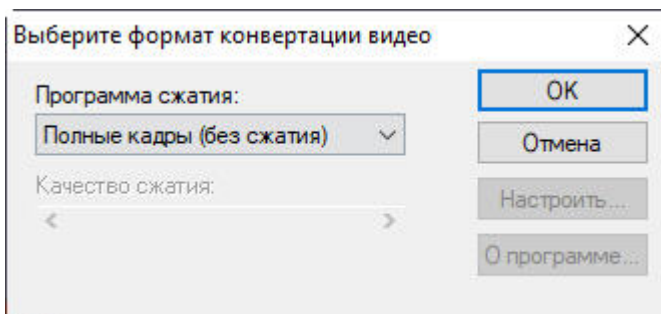 Выберите формат конвертации видео
Программа сжатия:
Полные кадры (без сжатия)
Качество сжатия:
OK
Отмена
Настроить...
О программе...